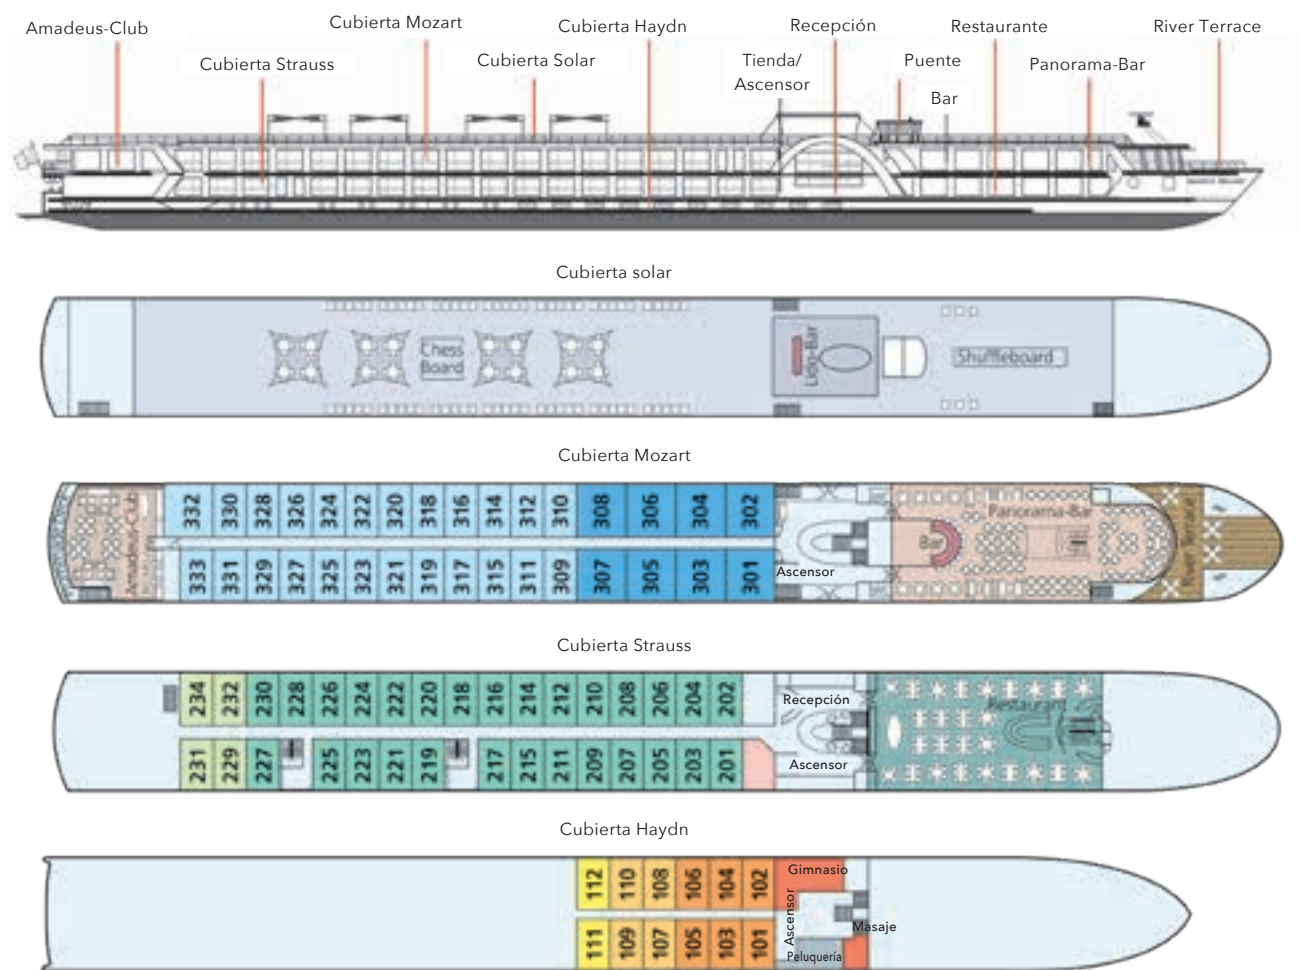 Amadeus-Club
Cubierta Mozart
Cubierta Haydn
Recepción
Restaurante
River Terrace
Cubierta Strauss
Cubierta Solar
Tienda/
Ascensor
Puente
Bar
Panorama-Bar
Cubierta solar
Chess
Board
Lido-Bar
Shuffleboard
Cubierta Mozart
Amadeus-Club
332 330 328 326 324 322 320 318 316 314 312 310 308 306 304 302
333 331 329 327 325 323 321 319 317 315 311 309 307 305 303 301
Ascensor
Bar
Panorama-Bar
River Terrace
Cubierta Strauss
234 232 230 228 226 224 222 220 218 216 214 212 210 208 206 204 202
231 229 227 225 223 221 219 217 215 211 209 207 205 203 201
Recepción
Ascensor
Restaurant
Cubierta Haydn
112 110 108 106 104 102
111 109 107 105 103 101
Gimnasio
Ascensor
Masaje
Peluquería